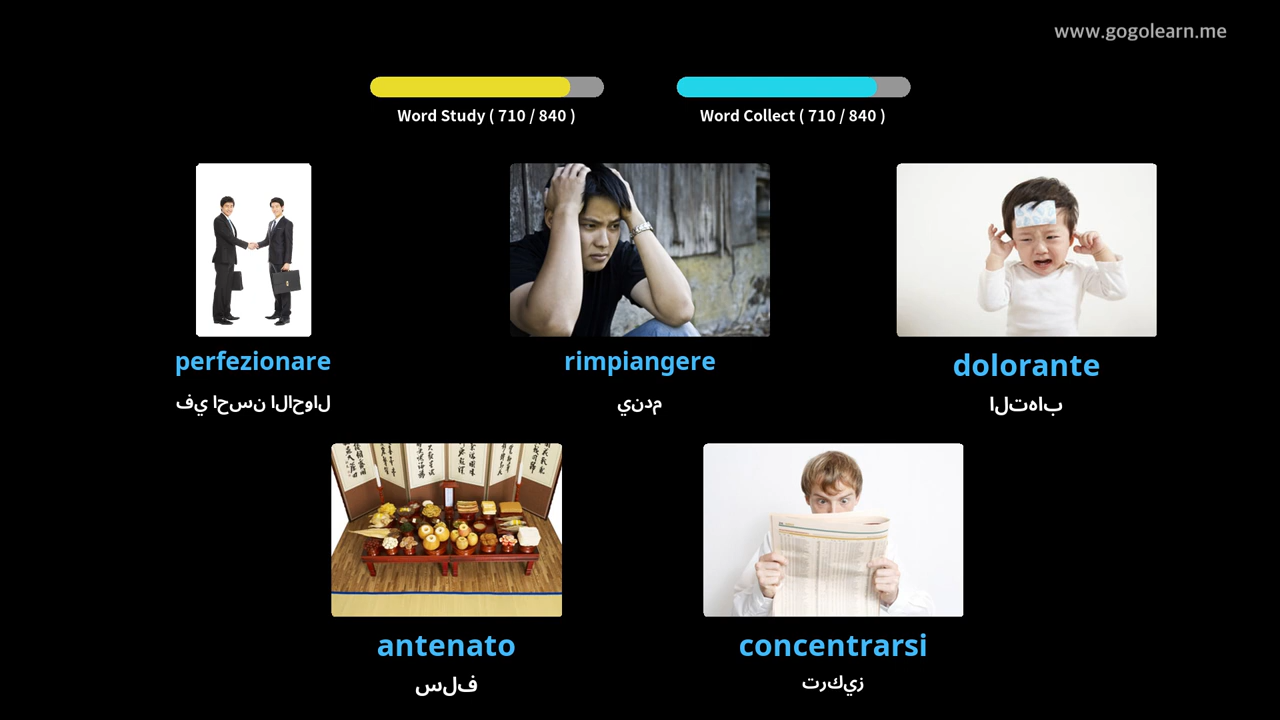 www.gogolearn.me
Word Study ( 710 / 840 )
Word Collect ( 710 / 840 )
perfezionare
rimpiangere
dolorante
في احسن الاحوال
يندم
التهاب
antenato
concentrarsi
سلف
تركيز